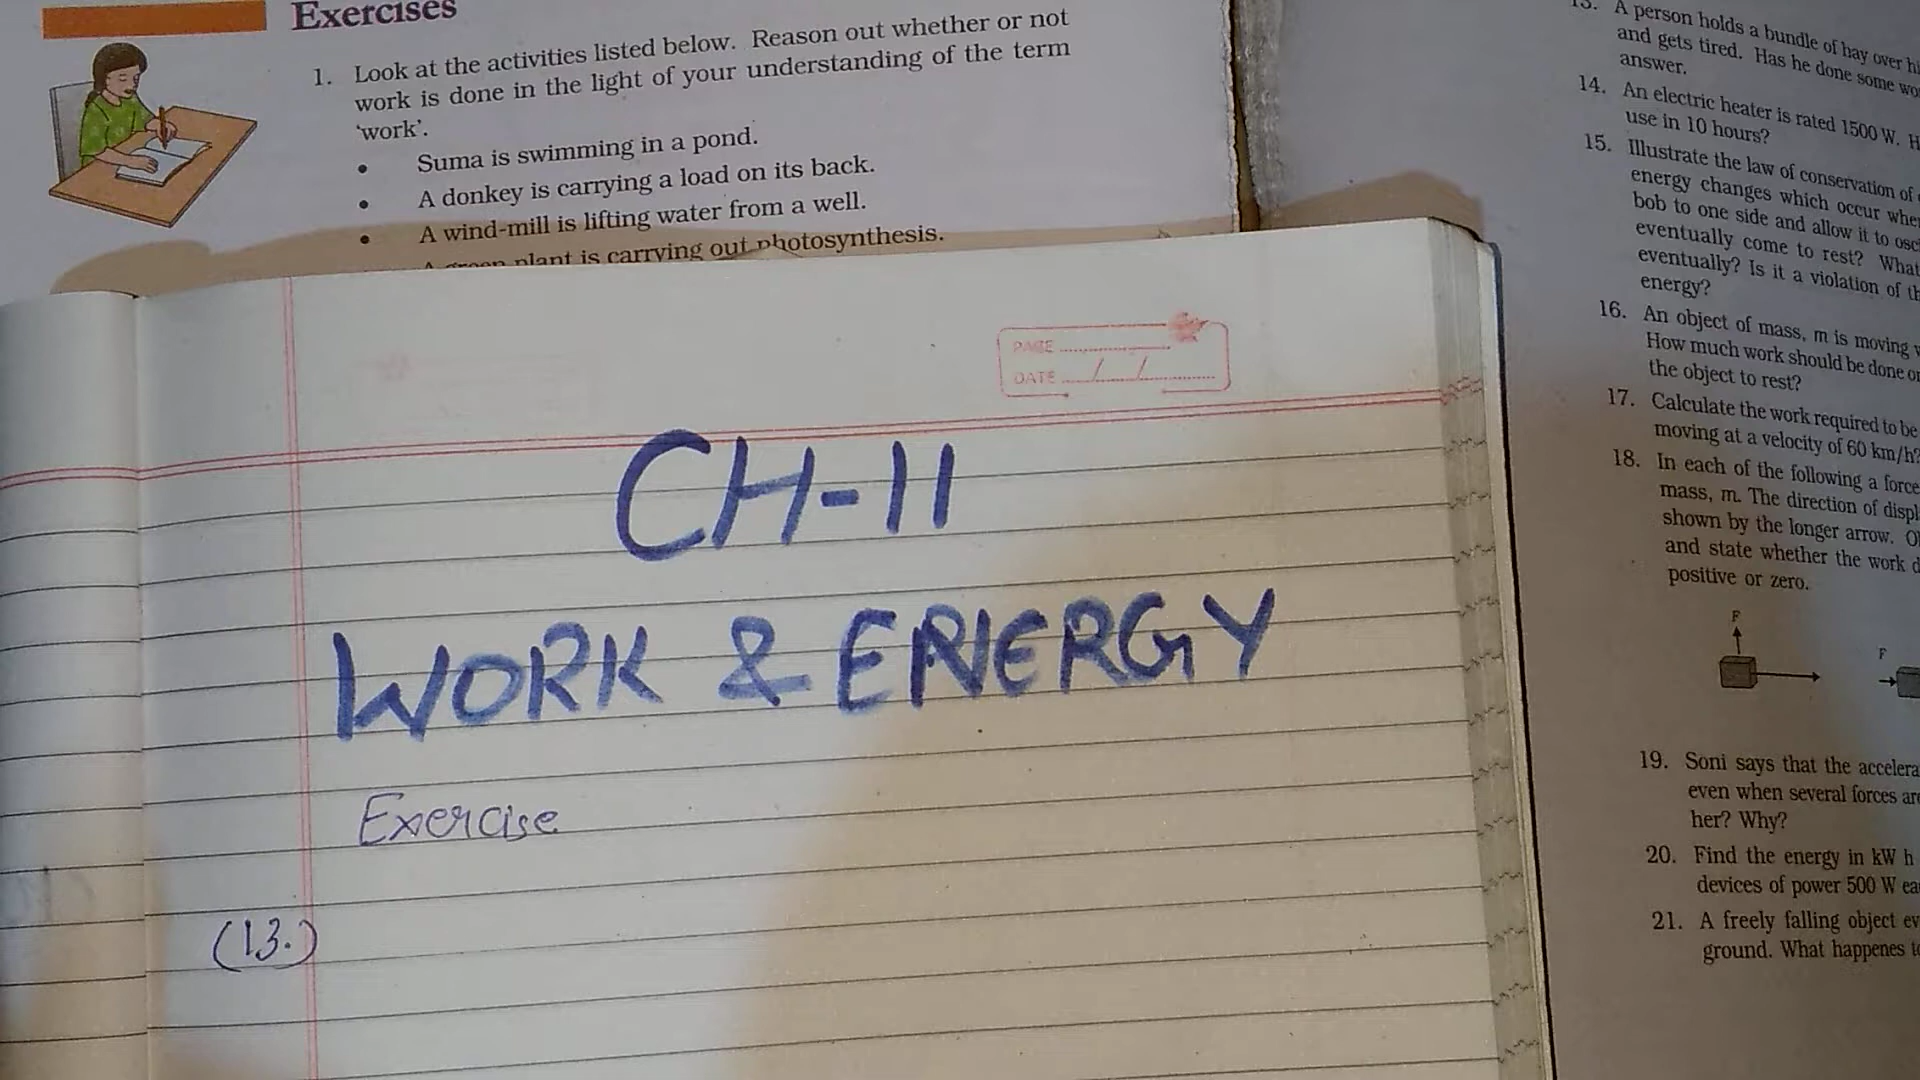 Exercises
1. Look at the activities listed below. Reason out whether or not
work is done in the light of your understanding of the term
'work'.
• Suma is swimming in a pond.
• A donkey is carrying a load on its back.
• A wind-mill is lifting water from a well.
A green plant is carrying out photosynthesis.
PAGE
DATE / /
CH-11
WORK & ENERGY
Exercise
(13.)
13. A person holds a bundle of hay over
and gets tired. Has he done some
answer.
14. An electric heater is rated 1500 W.
use in 10 hours?
15. Illustrate the law of conservation of
energy changes which occur
bob to one side and allow it to
eventually come to rest? What
eventually? Is it a violation of
energy?
16. An object of mass, m is moving
How much work should be done
the object to rest?
17. Calculate the work required to be
moving at a velocity of 60 km/h?
18. In each of the following a force
mass, m. The direction of
shown by the longer arrow.
and state whether the work
positive or zero.
F
F
19. Soni says that the
even when several forces
her? Why?
20. Find the energy in kW h
devices of power 500 W
21. A freely falling object
ground. What happenes